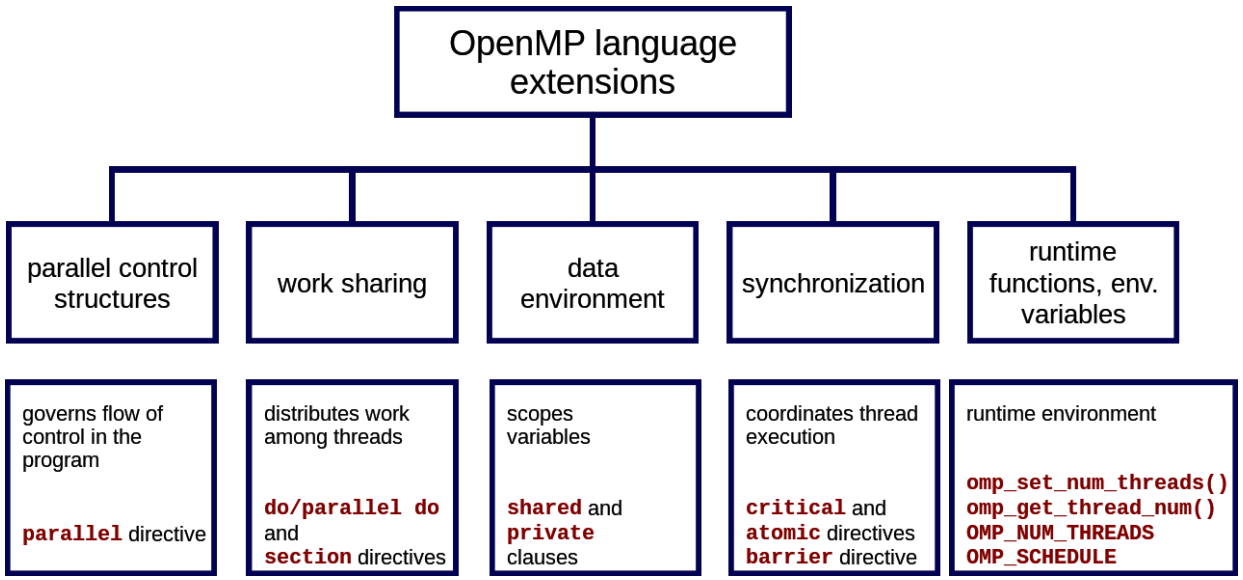 OpenMP language
extensions
parallel control
structures
work sharing
data
environment
synchronization
runtime
functions, env.
variables
governs flow of
control in the
program
parallel directive
distributes work
among threads
do/parallel do
and
section directives
scopes
variables
shared and
private
clauses
coordinates thread
execution
critical and
atomic directives
barrier directive
runtime environment
omp_set_num_threads()
omp_get_thread_num()
OMP_NUM_THREADS
OMP_SCHEDULE